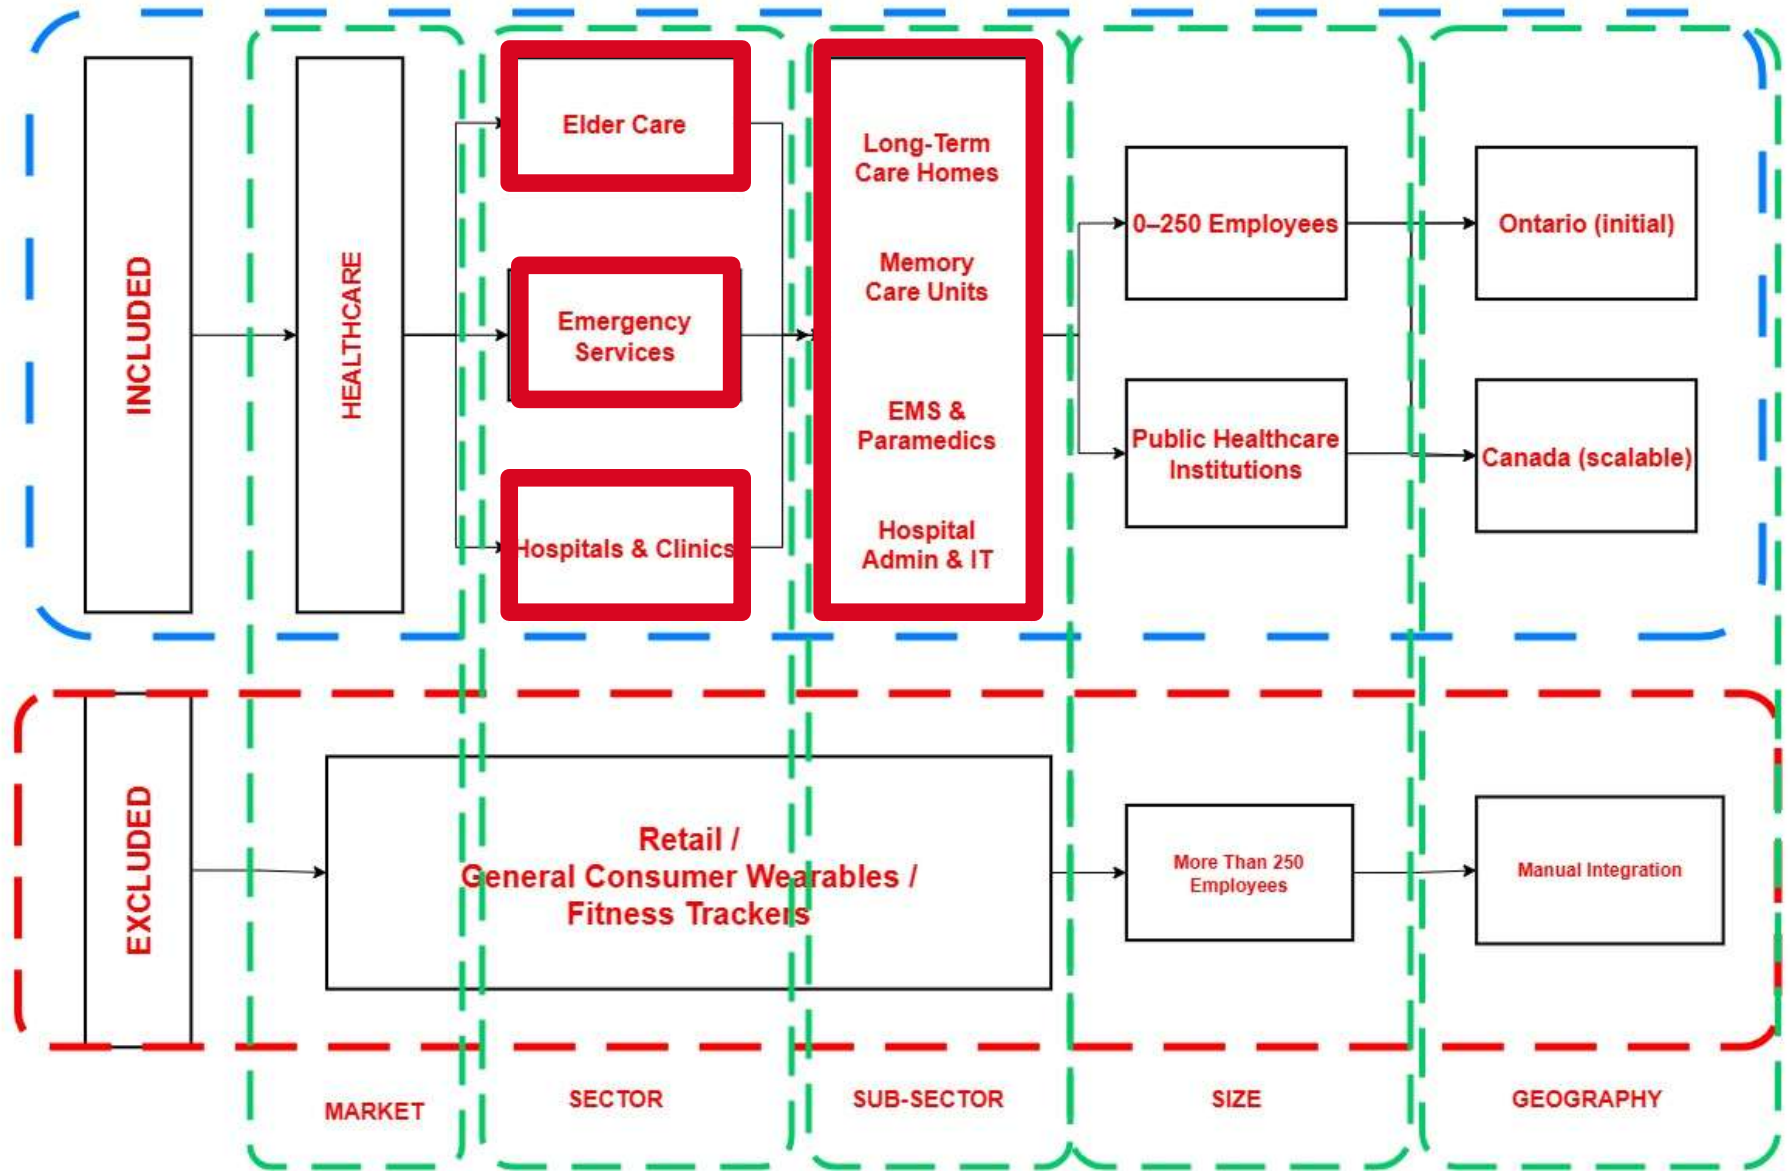 INCLUDED
HEALTHCARE
Elder Care
Emergency
Services
Hospitals & Clinics
Long-Term
Care Homes
Memory
Care Units
EMS &
Paramedics
Hospital
Admin & IT
0–250 Employees
Public Healthcare
Institutions
Ontario (initial)
Canada (scalable)
EXCLUDED
Retail /
General Consumer Wearables /
Fitness Trackers
More Than 250
Employees
Manual Integration
MARKET
SECTOR
SUB-SECTOR
SIZE
GEOGRAPHY